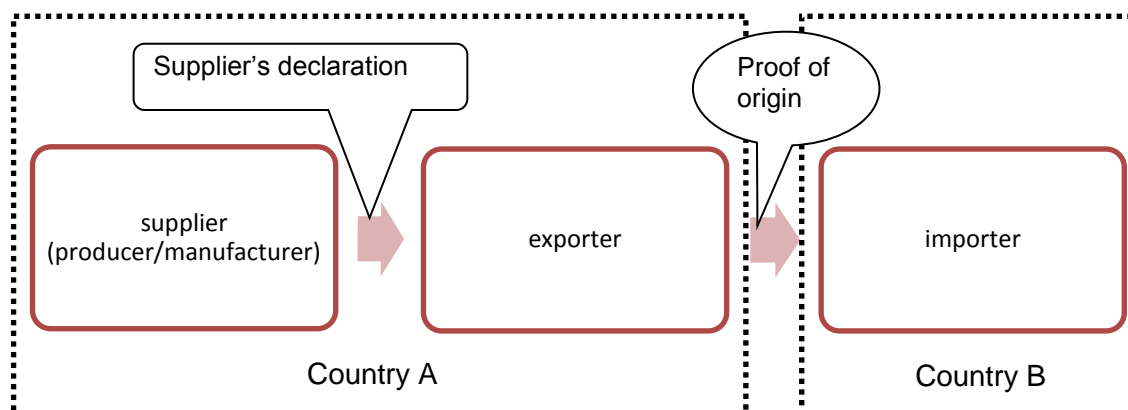 Supplier’s declaration
Proof of
origin
supplier
(producer/manufacturer)
exporter
importer
Country A
Country B